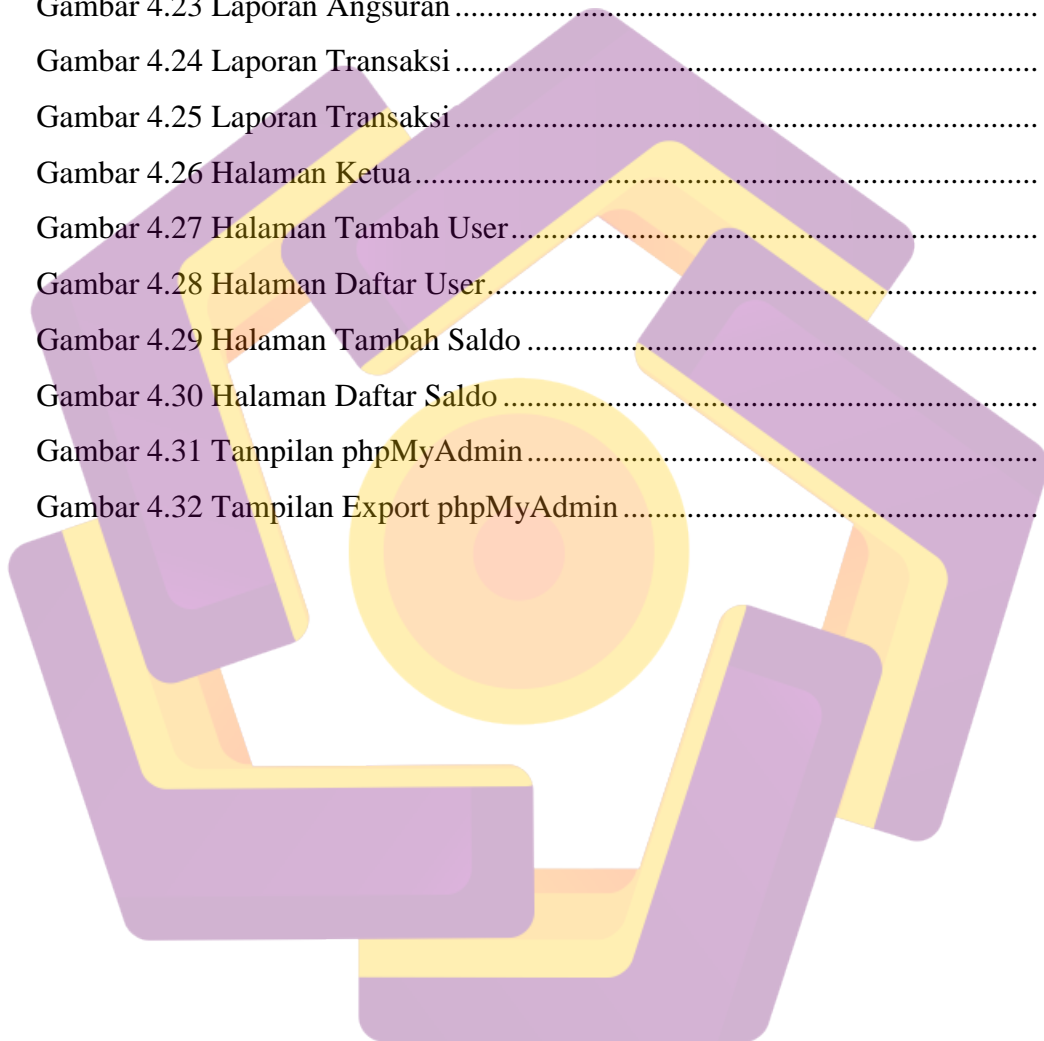 Gambar 4.23 Laporan Angsuran ........................................................................
Gambar 4.24 Laporan Transaksi ........................................................................
Gambar 4.25 Laporan Transaksi ........................................................................
Gambar 4.26 Halaman Ketua .............................................................................
Gambar 4.27 Halaman Tambah User ................................................................
Gambar 4.28 Halaman Daftar User ...................................................................
Gambar 4.29 Halaman Tambah Saldo ..............................................................
Gambar 4.30 Halaman Daftar Saldo .................................................................
Gambar 4.31 Tampilan phpMyAdmin ..............................................................
Gambar 4.32 Tampilan Export phpMyAdmin ..................................................